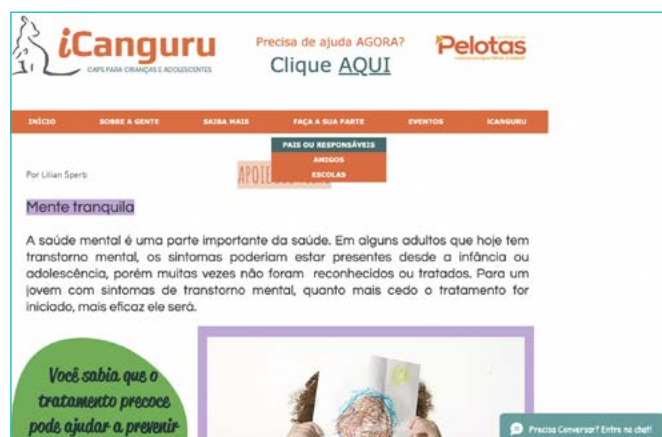 iCanguru
CAPS PARA CRIANÇAS E ADOLESCENTES
Precisa de ajuda AGORA?
Clique AQUI
Pelotas
INÍCIO SOBRE A GENTE SAIBA MAIS FAÇA A SUA PARTE EVENTOS ICANGURU
PAIS OU RESPONSÁVEIS
AMIGOS
ESCOLAS
Por Lilian Sperb
APOIE
Mente tranquila
A saúde mental é uma parte importante da saúde. Em alguns adultos que hoje tem
transtorno mental, os sintomas poderiam estar presentes desde a infância ou
adolescência, porém muitas vezes não foram reconhecidos ou tratados. Para um
jovem com sintomas de transtorno mental, quanto mais cedo o tratamento for
iniciado, mais eficaz ele será.
Você sabia que o
tratamento precoce
pode ajudar a prevenir
Precisa Conversar? Entre no chat!